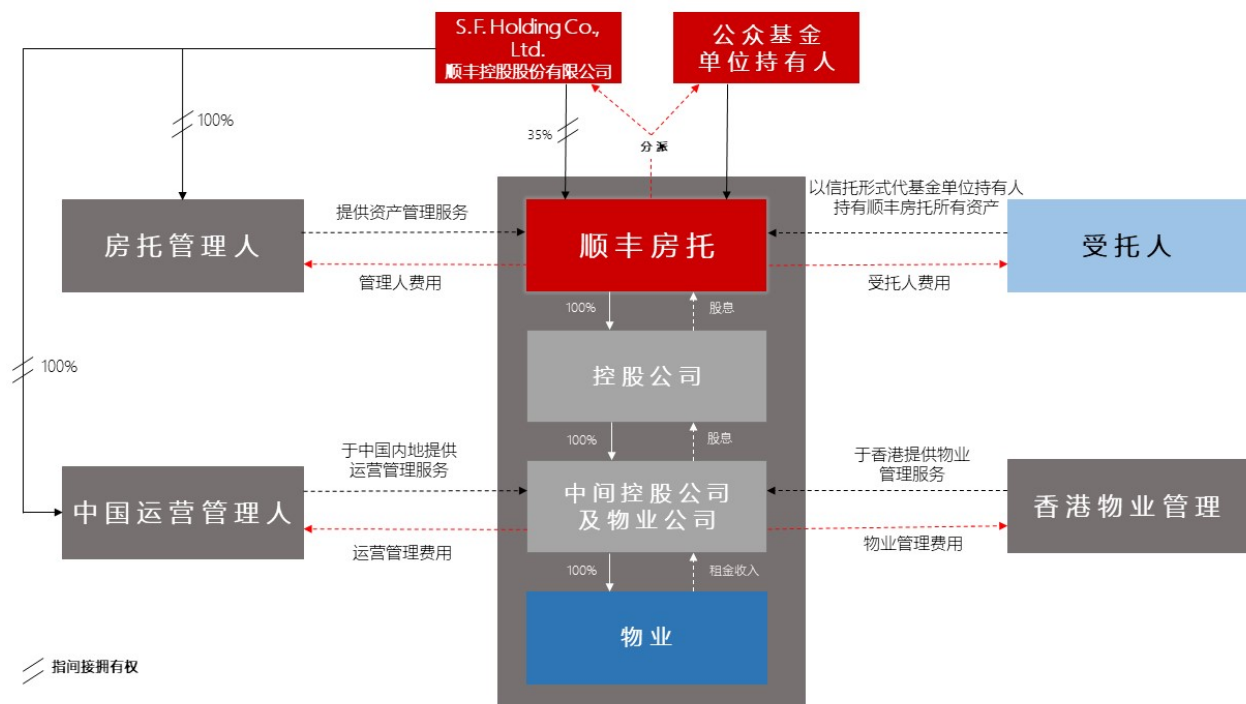 S.F. Holding Co.,
Ltd.
顺丰控股股份有限公司
公众基金
单位持有人
100%
35%
分派
以信托形式代基金单位持有人
持有顺丰房托所有资产
提供资产管理服务
房托管理人
顺丰房托
受托人
管理人费用
受托人费用
100%
股息
100%
控股公司
100%
股息
于中国内地提供
运营管理服务
于香港提供物业
管理服务
中国运营管理人
中间控股公司
及物业公司
香港物业管理
运营管理费用
物业管理费用
100%
租金收入
物业
指间接拥有权